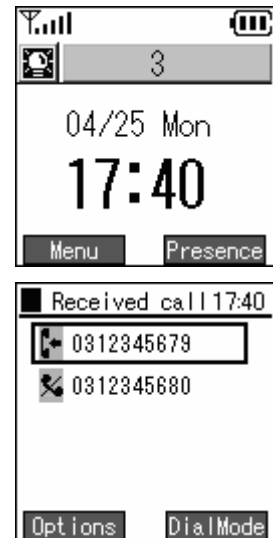 3
04/25 Mon
17:40
Menu Presence
Received call 17:40
0312345679
0312345680
Options DialMode